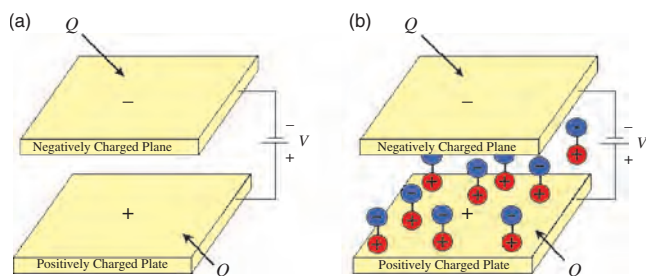 (a)
Q
−
Negatively Charged Plane
− V
+
+
Positively Charged Plate
Q
(b)
Q
−
Negatively Charged Plane
− V
+
+
Positively Charged Plate
Q